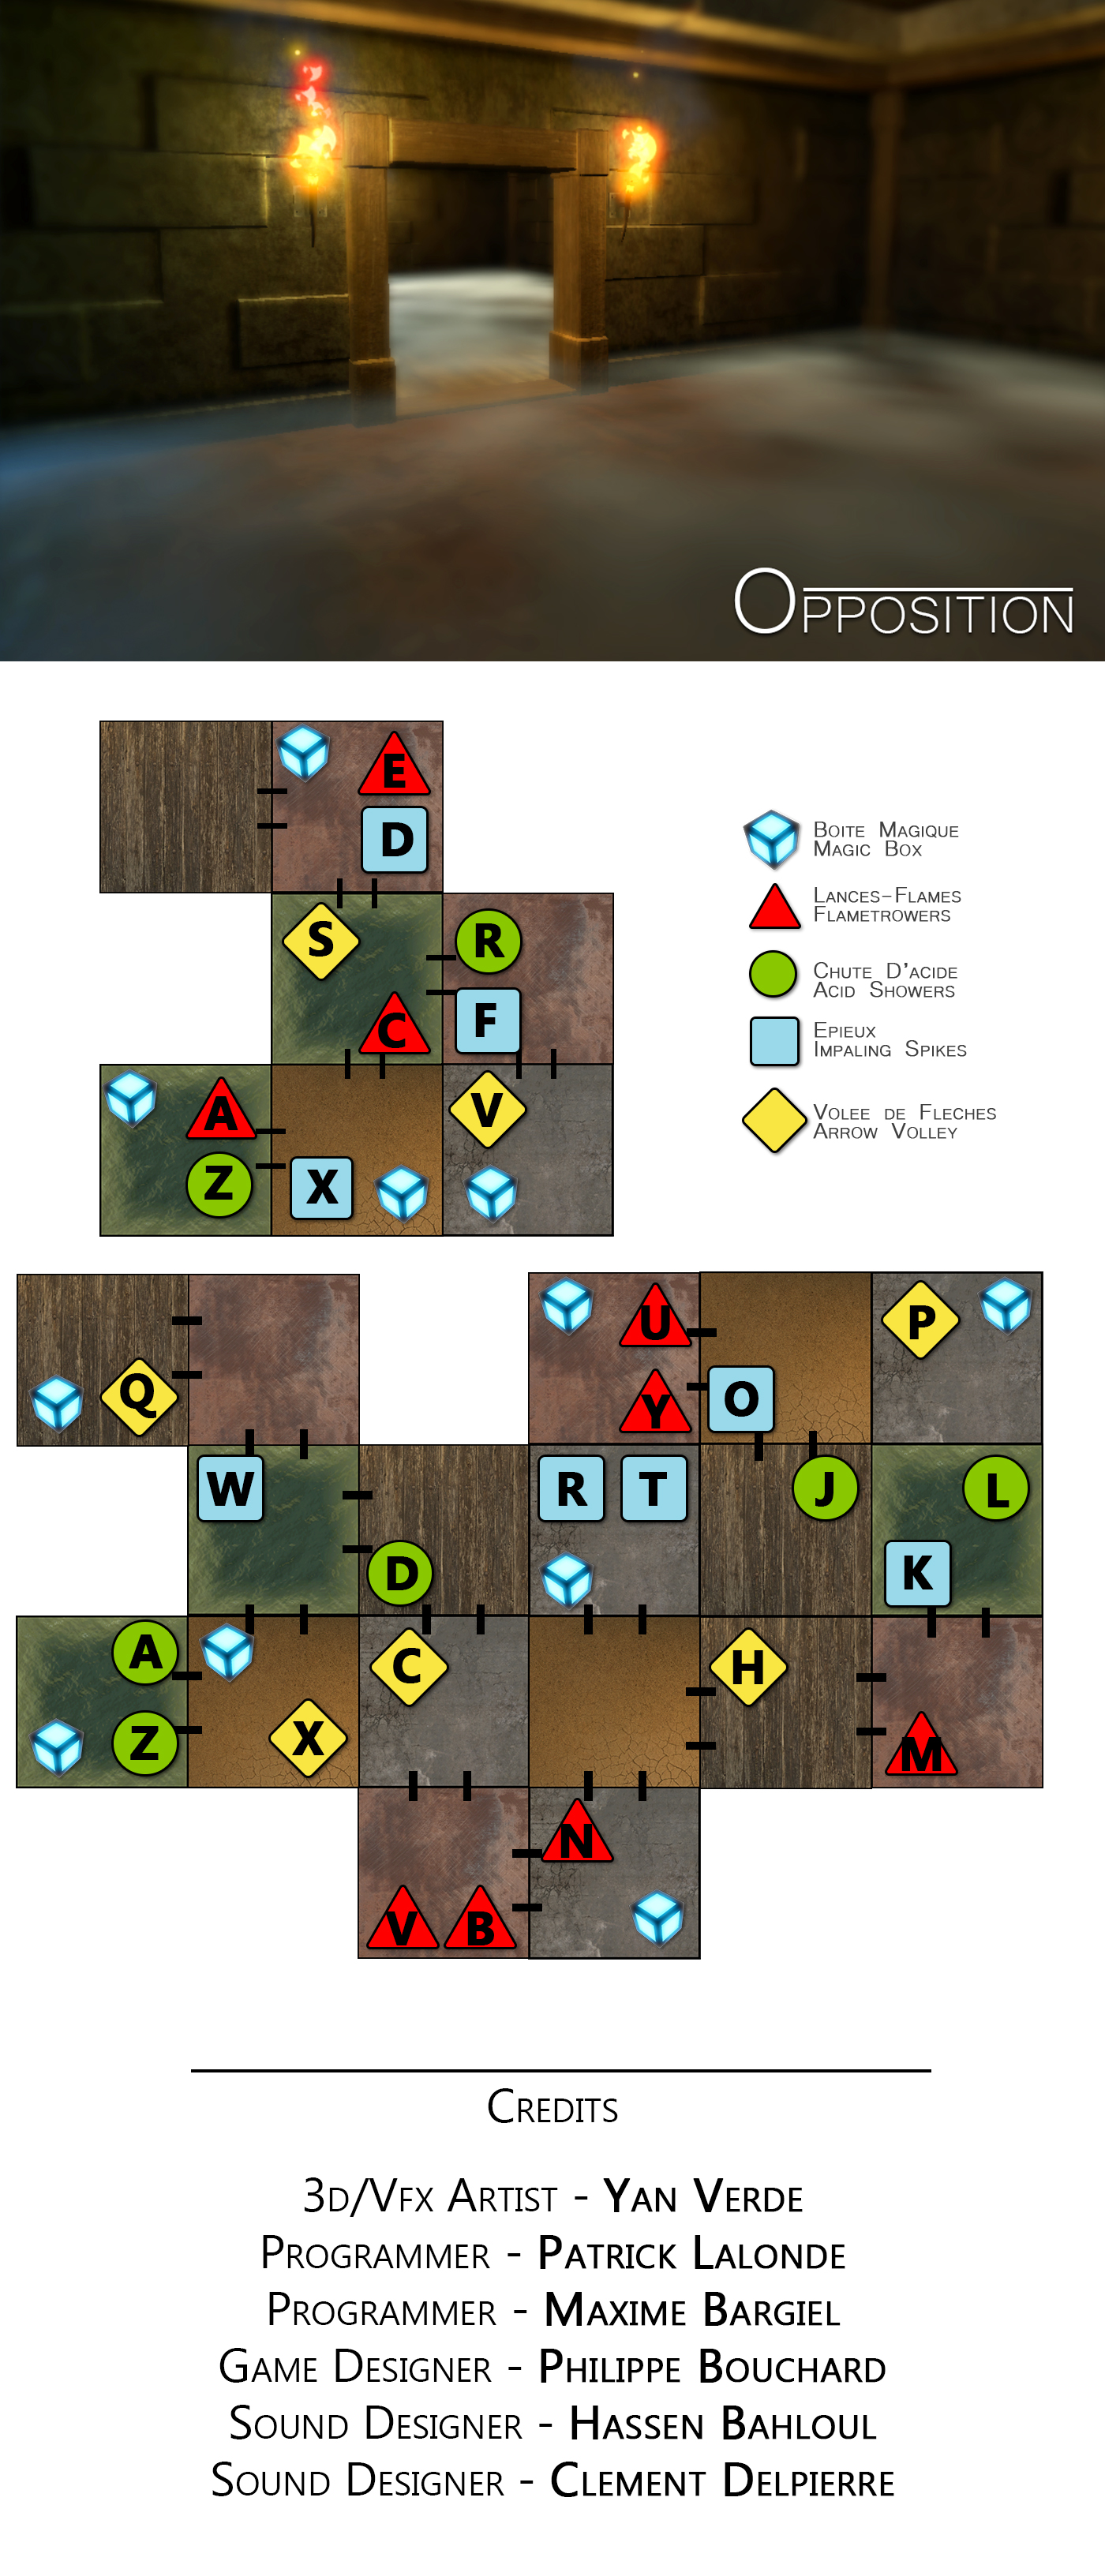 Opposition
E
D
S
R
C
F
A
V
Z
X
Boite Magique
Magic Box
Lances-Flames
Flametrowers
Chute D'acide
Acid Showers
Epieux
Impaling Spikes
Volee de Fleches
Arrow Volley
Q
U
P
Y
O
W
R
T
J
L
D
K
A
C
H
Z
X
M
N
V
B
Credits
3d/Vfx Artist - Yan Verde
Programmer - Patrick Lalonde
Programmer - Maxime Bargiel
Game Designer - Philippe Bouchard
Sound Designer - Hassen Bahloul
Sound Designer - Clement Delpierre